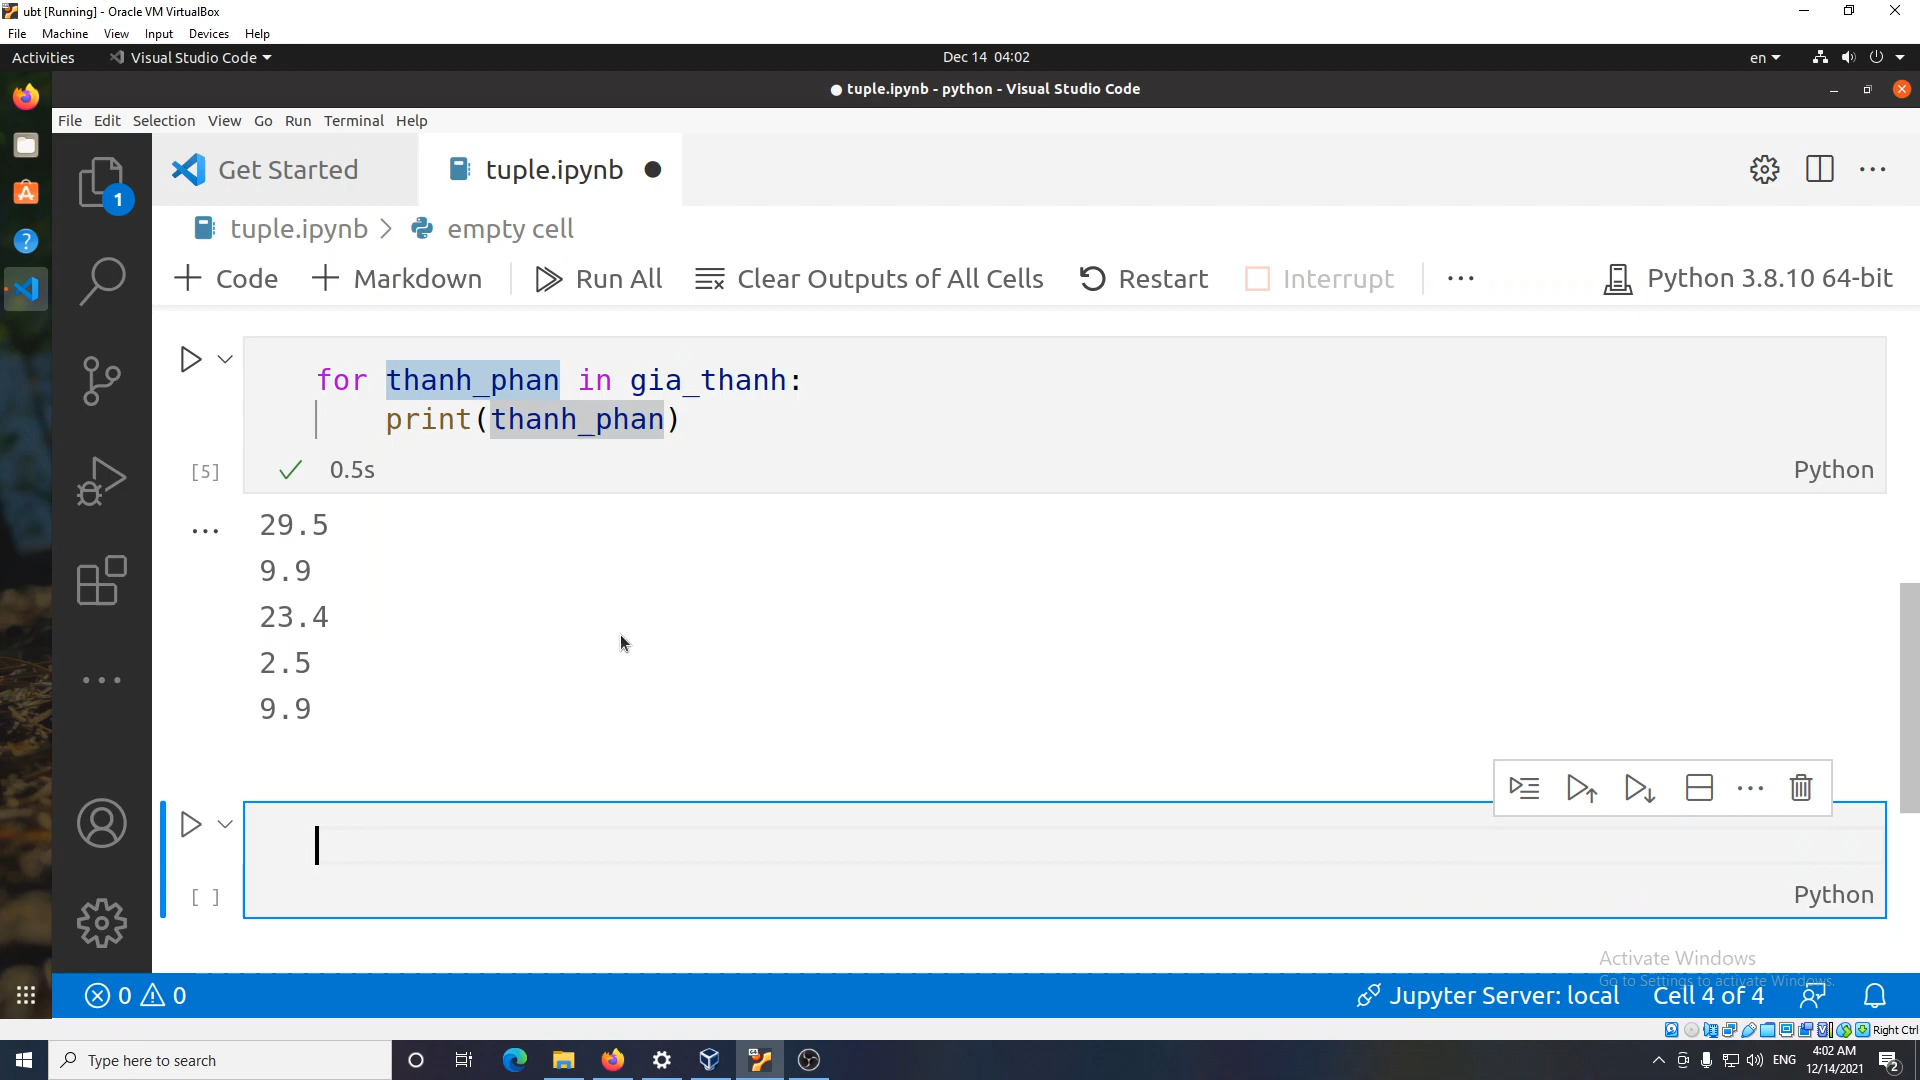 ubt [Running] - Oracle VM VirtualBox
File Machine View Input Devices Help
Activities Visual Studio Code Dec 14 04:02 en
● tuple.ipynb - python - Visual Studio Code
File Edit Selection View Go Run Terminal Help
1 Get Started tuple.ipynb ●
tuple.ipynb > empty cell
+ Code + Markdown Run All Clear Outputs of All Cells Restart Interrupt ... Python 3.8.10 64-bit
for thanh_phan in gia_thanh:
print(thanh_phan)
[5] ✓ 0.5s Python
... 29.5
9.9
23.4
2.5
9.9
[ ] Python
Activate Windows
Go to Settings to activate Windows.
0 0 Jupyter Server: local Cell 4 of 4
Right Ctrl
Type here to search ENG 4:02 AM
12/14/2021 2